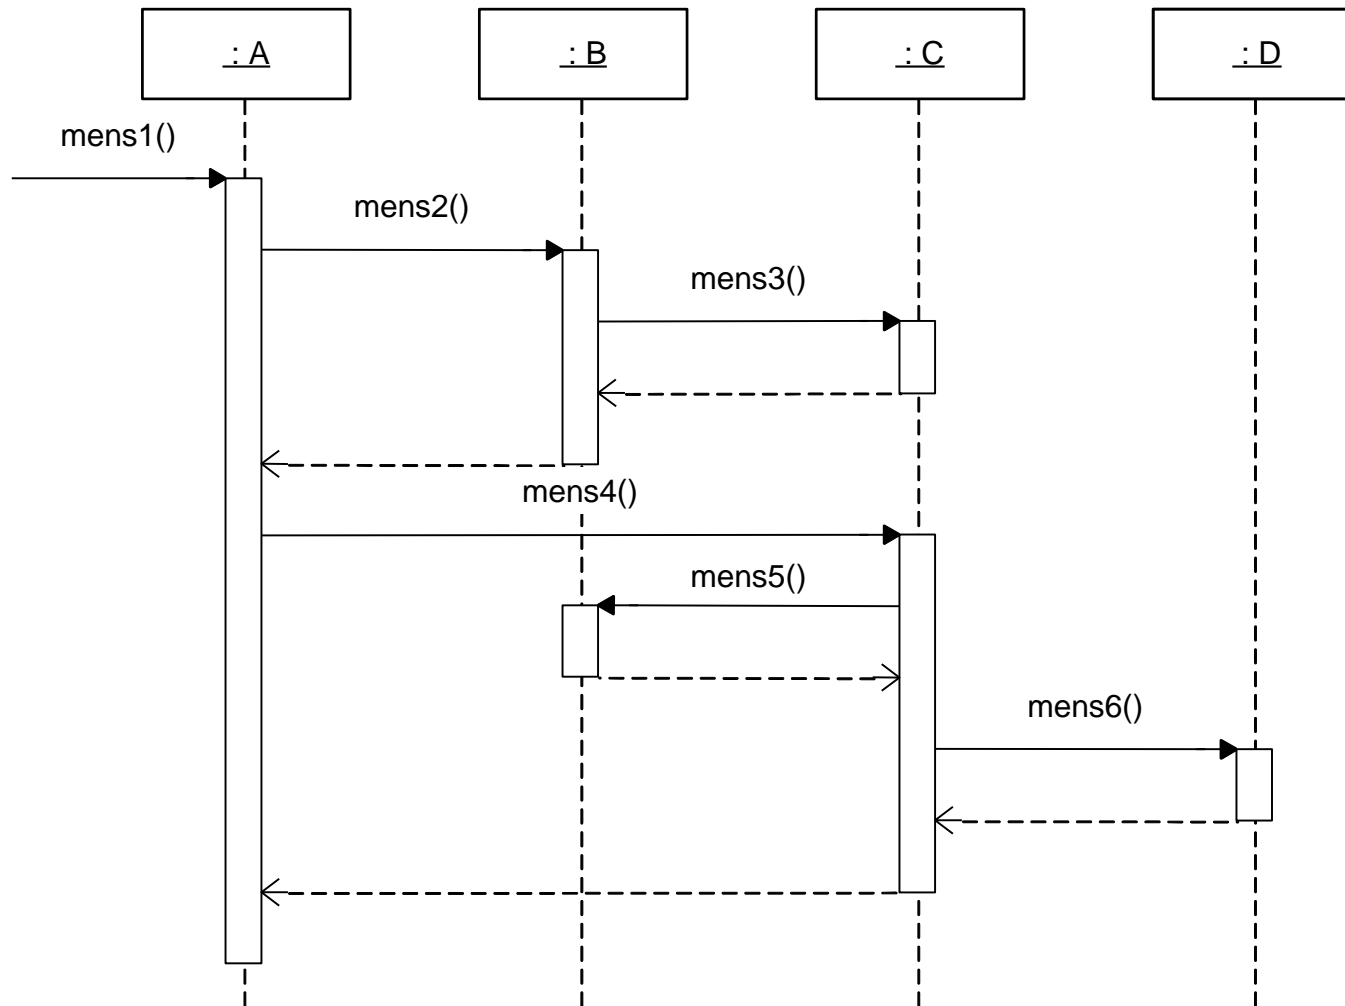 : A
: B
: C
: D
mens1()
mens2()
mens3()
mens4()
mens5()
mens6()